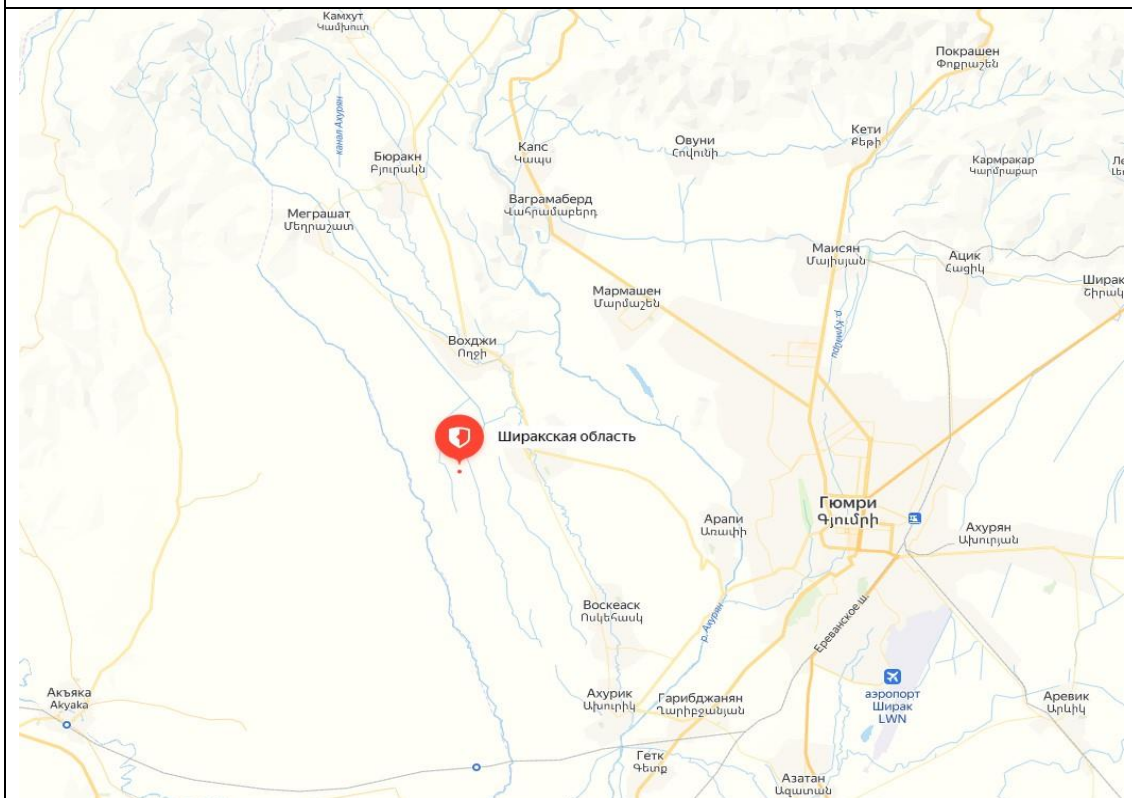 Камхут
Կամխուտ
Покрашен
Փոքրաշեն
канал Ахурян
Капс
Կապս
Овуни
Հովունի
Кети
Քեթի
Бюракн
Բյուրակն
Кармракар
Կարմրաքար
Меграшат
Մեղրաշատ
Ваграмаберд
Վահրամաբերդ
Маисян
Մայիսյան
Ацик
Հացիկ
Ширак
Շիրակ
Мармашен
Մարմաշեն
р. Кумайри
Вохджи
Ողջի
Ширакская область
Гюмри
Գյումրի
Арапи
Առափի
Ахурян
Ախուրյան
Воскеаск
Ոսկեհասկ
р. Ахурян
Ереванское ш.
аэропорт
Ширак
LWN
Акъяка
Akyaka
Ахурик
Ախուրիկ
Гарибджанян
Ղարիբջանյան
Аревик
Արևիկ
Гетк
Գետք
Азатан
Ազատան